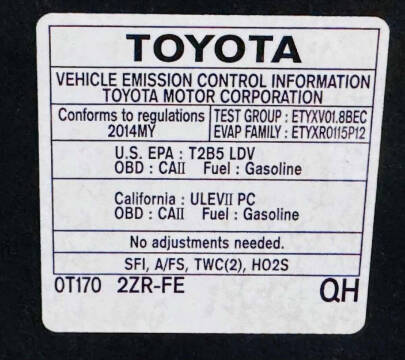 TOYOTA
VEHICLE EMISSION CONTROL INFORMATION
TOYOTA MOTOR CORPORATION
Conforms to regulations
2014MY
TEST GROUP : ETYXV01.8BEC
EVAP FAMILY : ETYXR0115P12
U.S. EPA : T2B5 LDV
OBD : CAII Fuel : Gasoline
California : ULEVII PC
OBD : CAII Fuel : Gasoline
No adjustments needed.
SFI, A/FS, TWC(2), HO2S
0T170 2ZR-FE QH